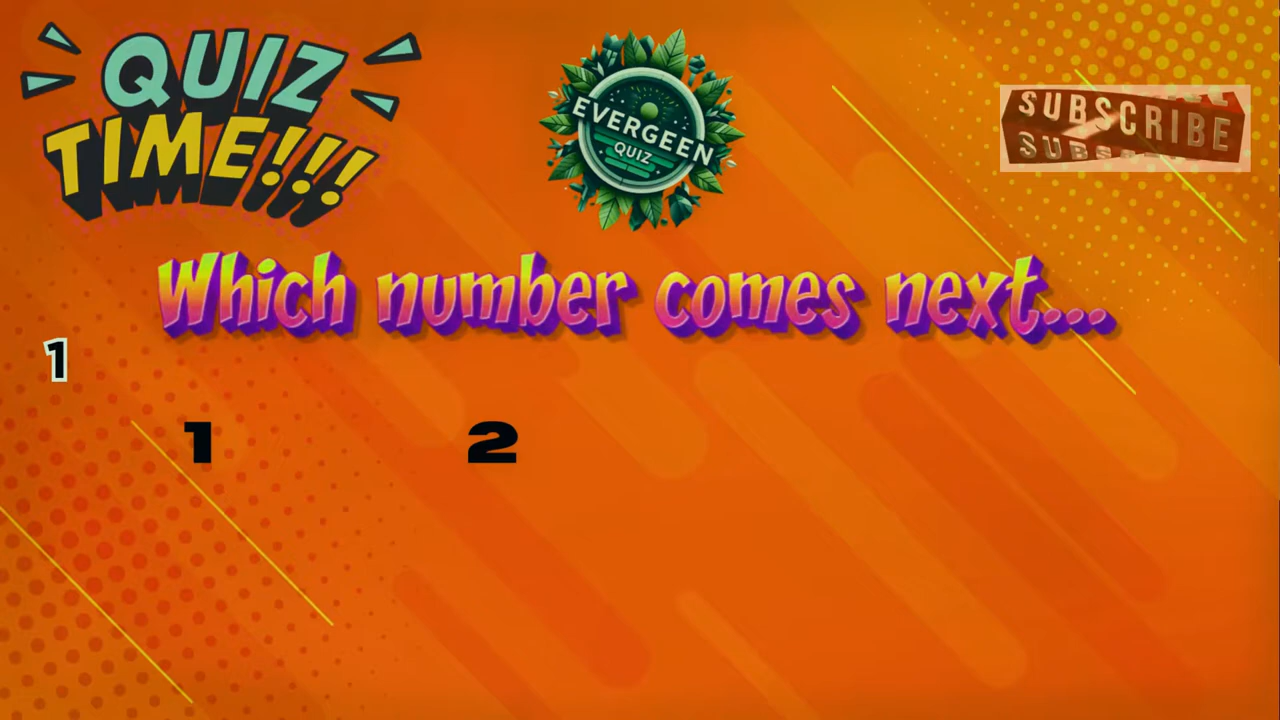 QUIZ
TIME!!!
EVERGEEN
QUIZ
SUBSCRIBE
Which number comes next...
1
1 2